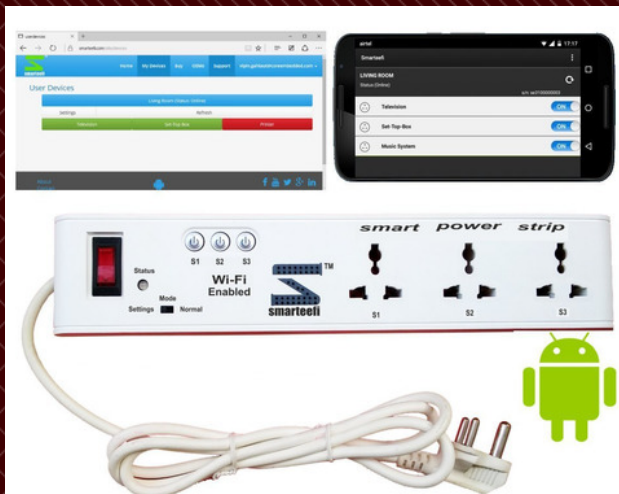 userdevices
smarteefi
Home My Devices Buy Support
User Devices
Living Room (Status: Online)
Settings Refresh
Television Set-Top-Box Printer
airtel 17:17
Smarteefi
LIVING ROOM
Status (Online)
Television ON
Set-Top-Box ON
Music System ON
smart power strip
S1 S2 S3
TM
Status
Wi-Fi
Enabled
Mode
Settings Normal
smarteefi
S1 S2 S3